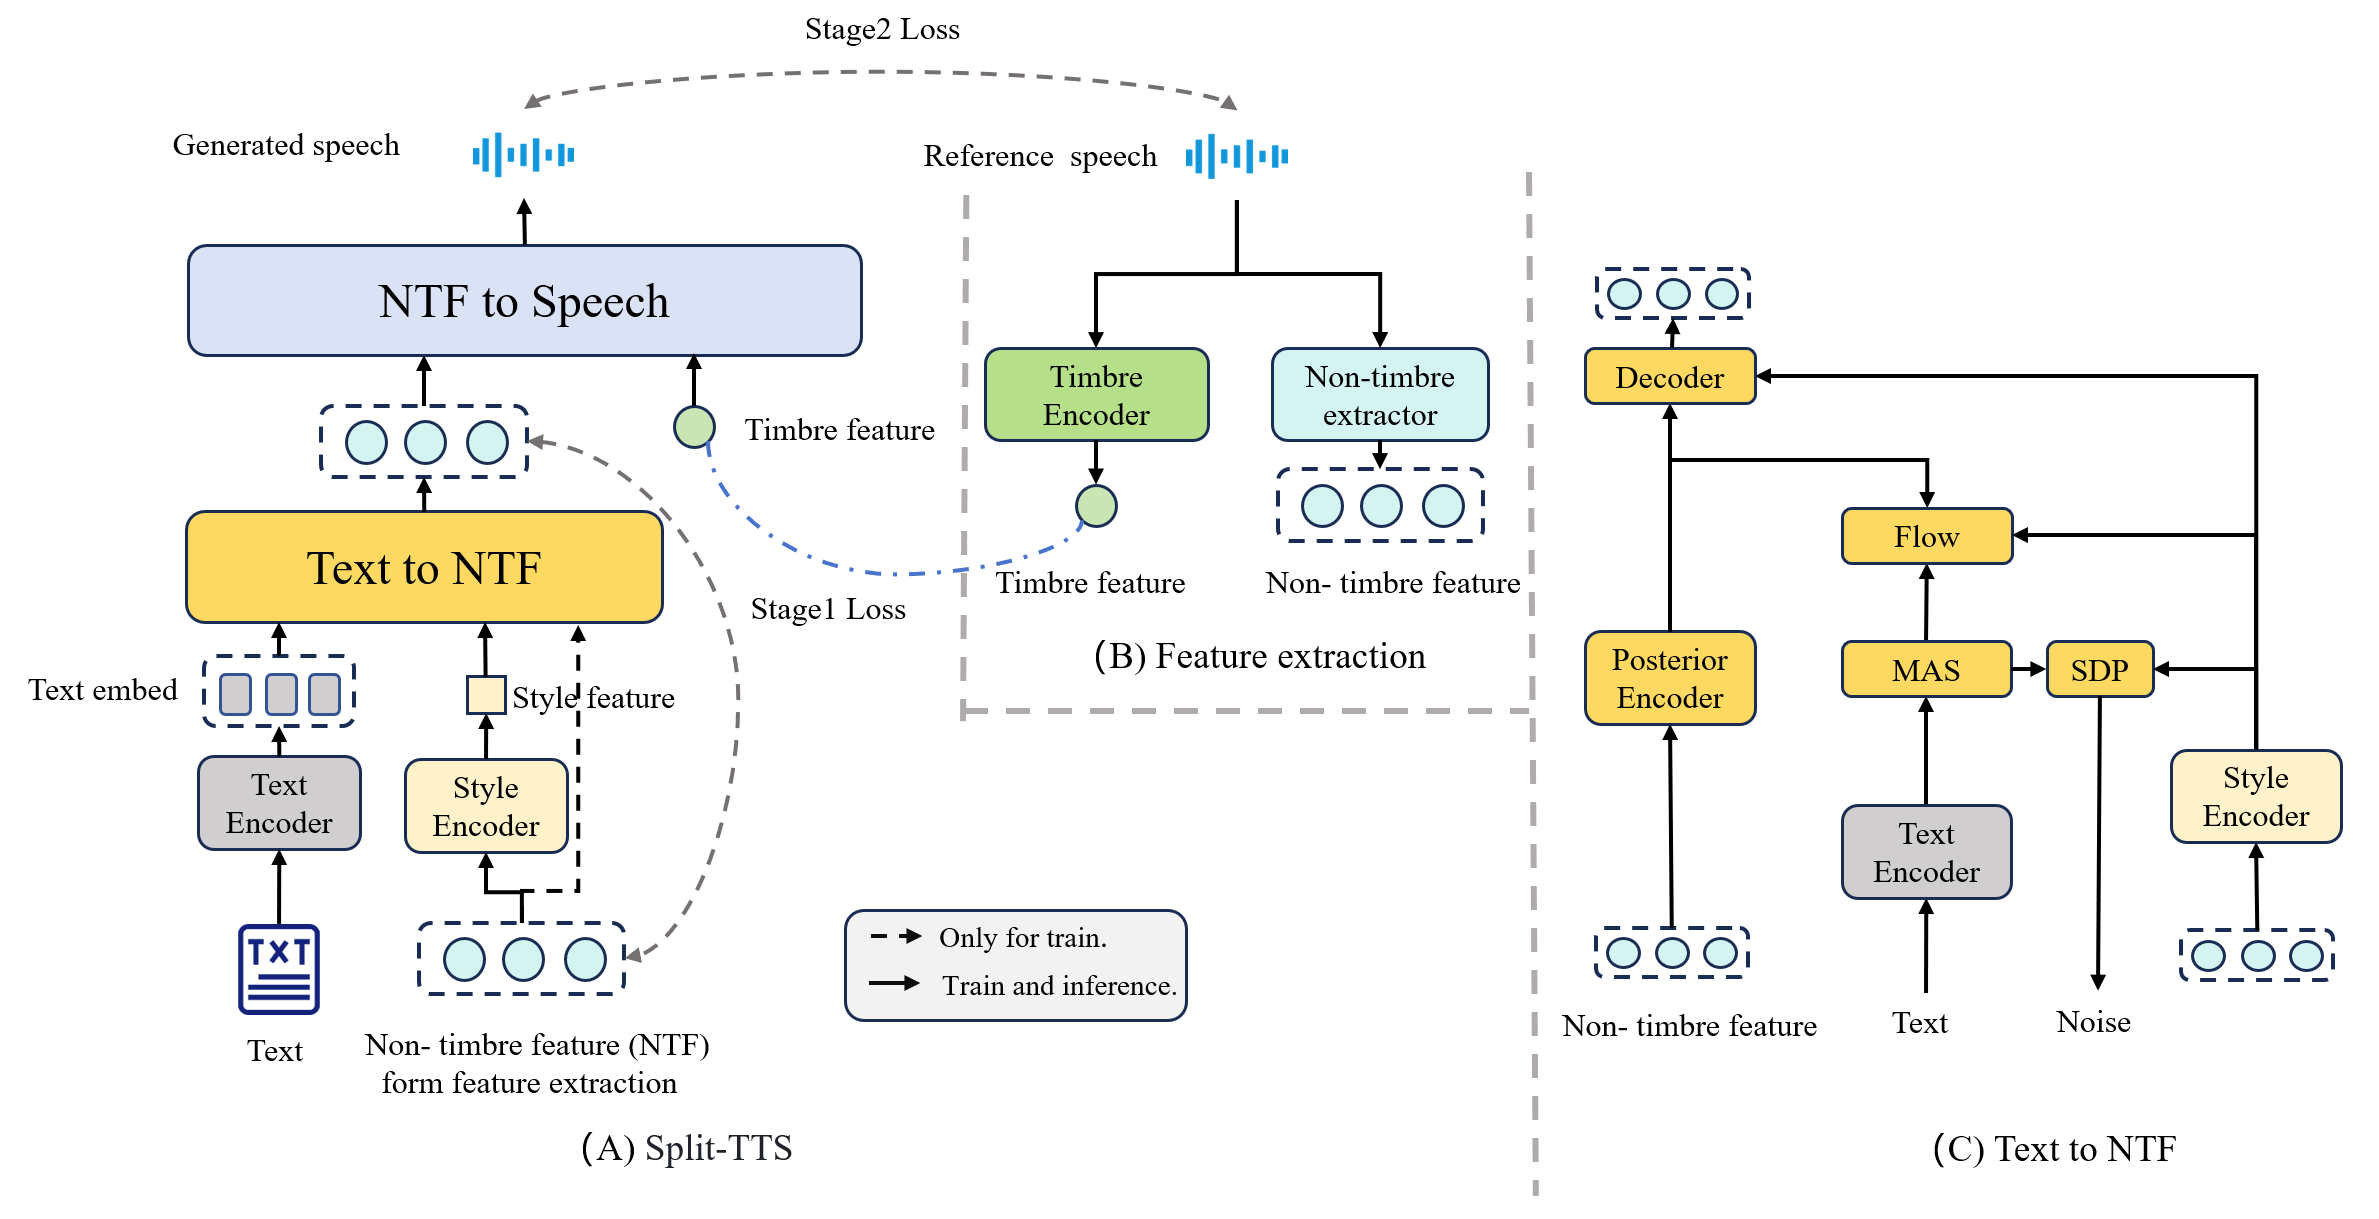 Stage2 Loss
Generated speech
Reference  speech
NTF to Speech
Timbre feature
Text to NTF
Stage1 Loss
Text embed
Style feature
Text
Encoder
Style
Encoder
TXT
Text
Non- timbre feature (NTF)
form feature extraction
(A) Split-TTS
Timbre
Encoder
Non-timbre
extractor
Timbre feature
Non- timbre feature
(B) Feature extraction
Only for train.
Train and inference.
Decoder
Flow
Posterior
Encoder
MAS
SDP
Style
Encoder
Text
Encoder
Non- timbre feature
Text
Noise
(C) Text to NTF